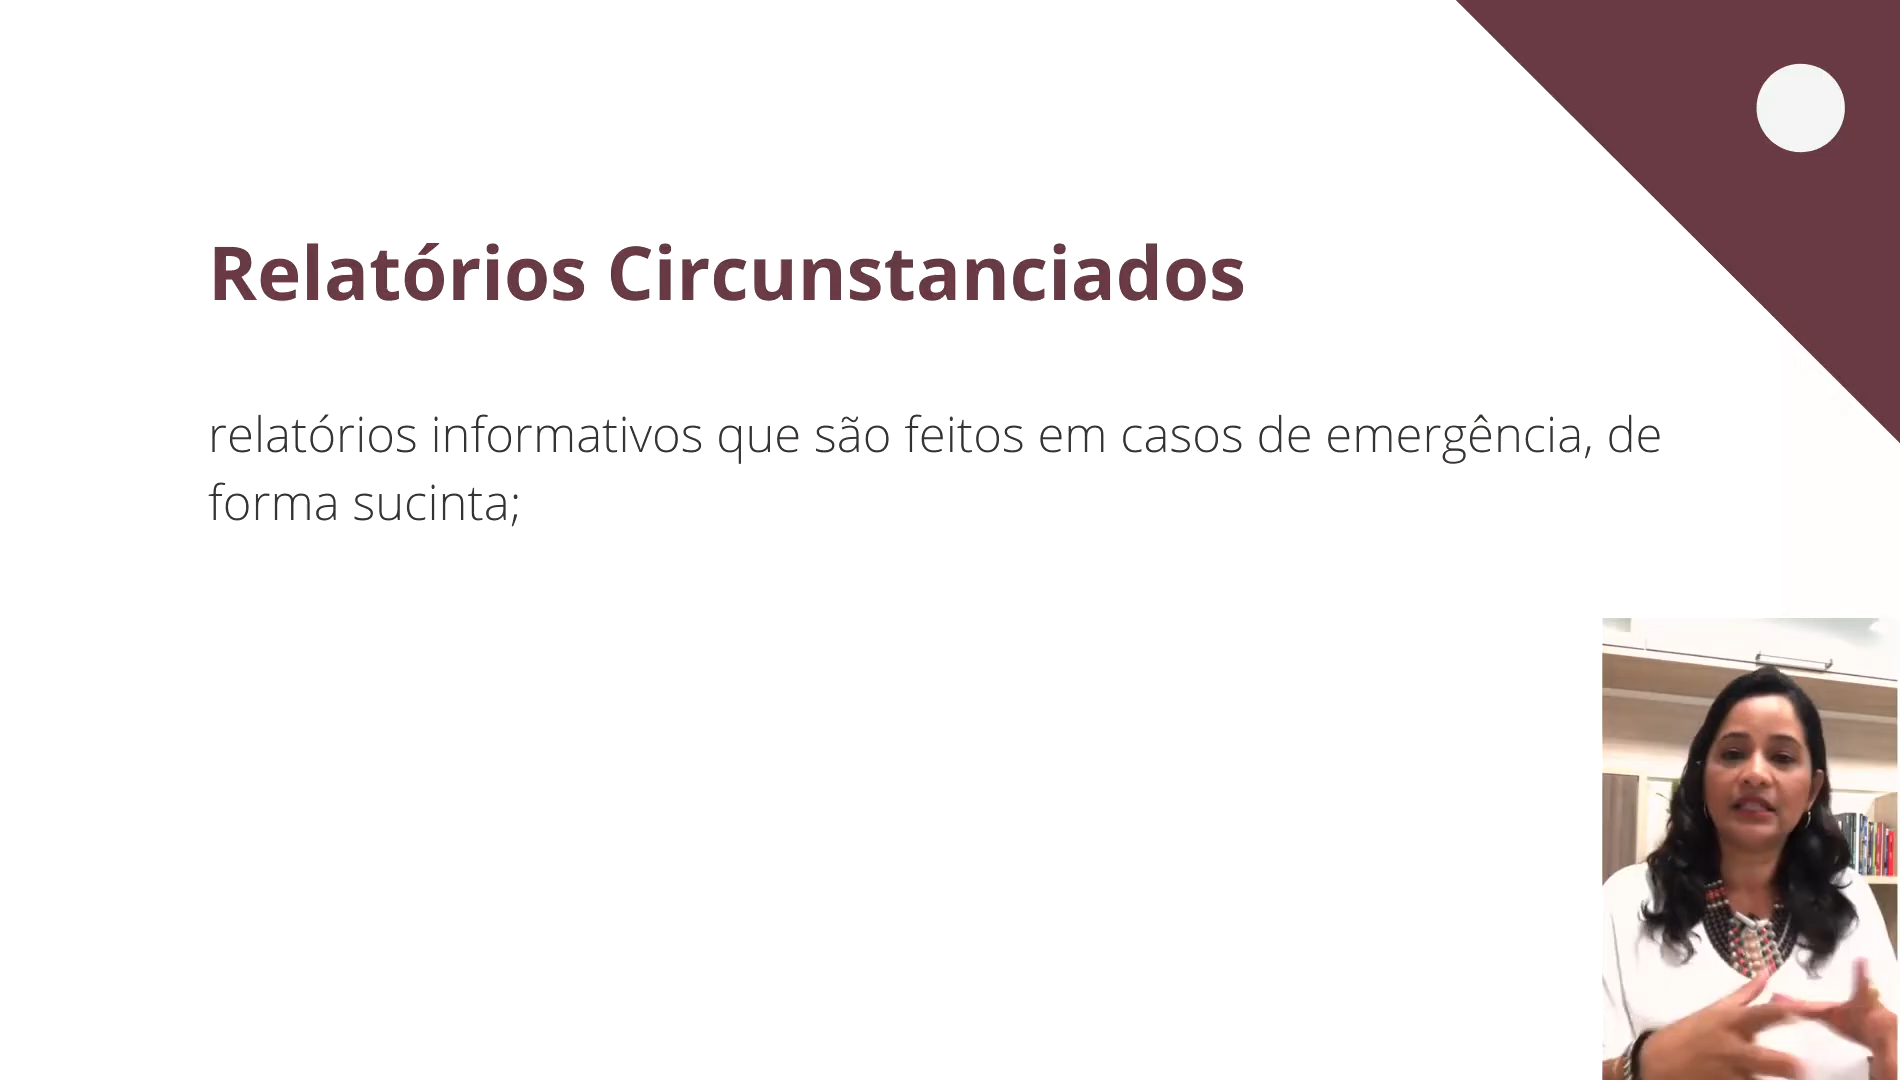 Relatórios Circunstanciados
relatórios informativos que são feitos em casos de emergência, de
forma sucinta;